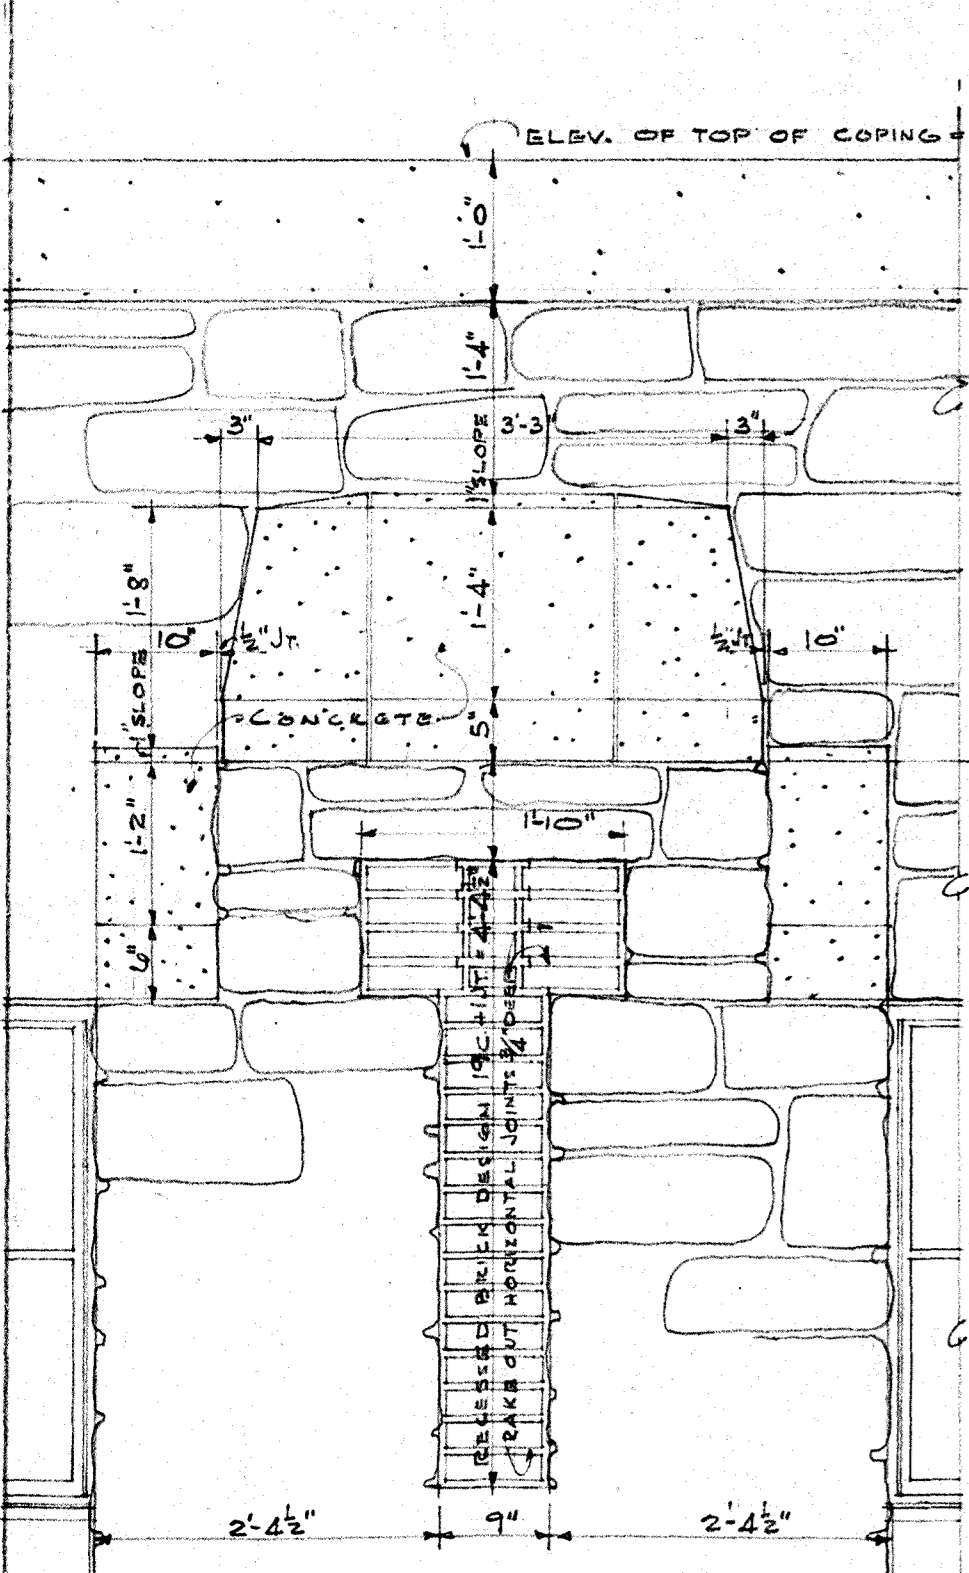 ELEV. OF TOP OF COPING =
1'-0"
1'-4"
3" 3'-3" 3"
1" SLOPE
1'-8"
1'-4"
10" ½" JT. ½" JT. 10"
1" SLOPE
CONCRETE
5"
1'-2"
1'-10"
6"
RECESSED BRICK DESIGN 19 C. HJT. = 4'-4½"
RAKE OUT HORIZONTAL JOINTS ¾" DEEP
2'-4½" 9" 2'-4½"